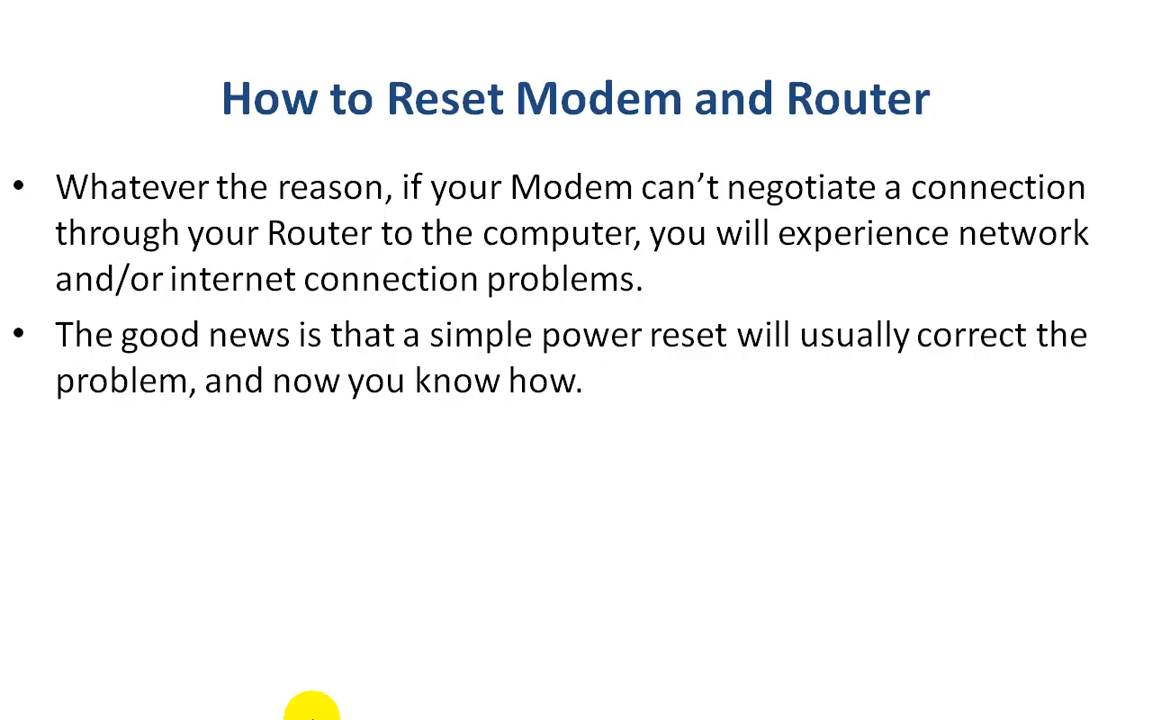 How to Reset Modem and Router
• Whatever the reason, if your Modem can’t negotiate a connection
through your Router to the computer, you will experience network
and/or internet connection problems.
• The good news is that a simple power reset will usually correct the
problem, and now you know how.